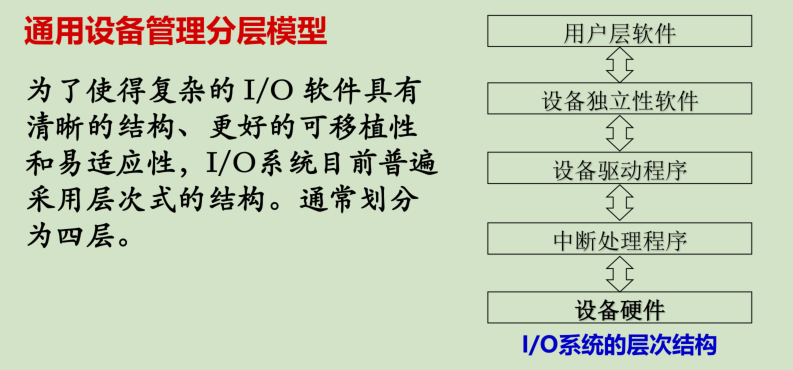 通用设备管理分层模型
为了使得复杂的 I/O 软件具有
清晰的结构、更好的可移植性
和易适应性，I/O系统目前普遍
采用层次式的结构。通常划分
为四层。
用户层软件
设备独立性软件
设备驱动程序
中断处理程序
设备硬件
I/O系统的层次结构